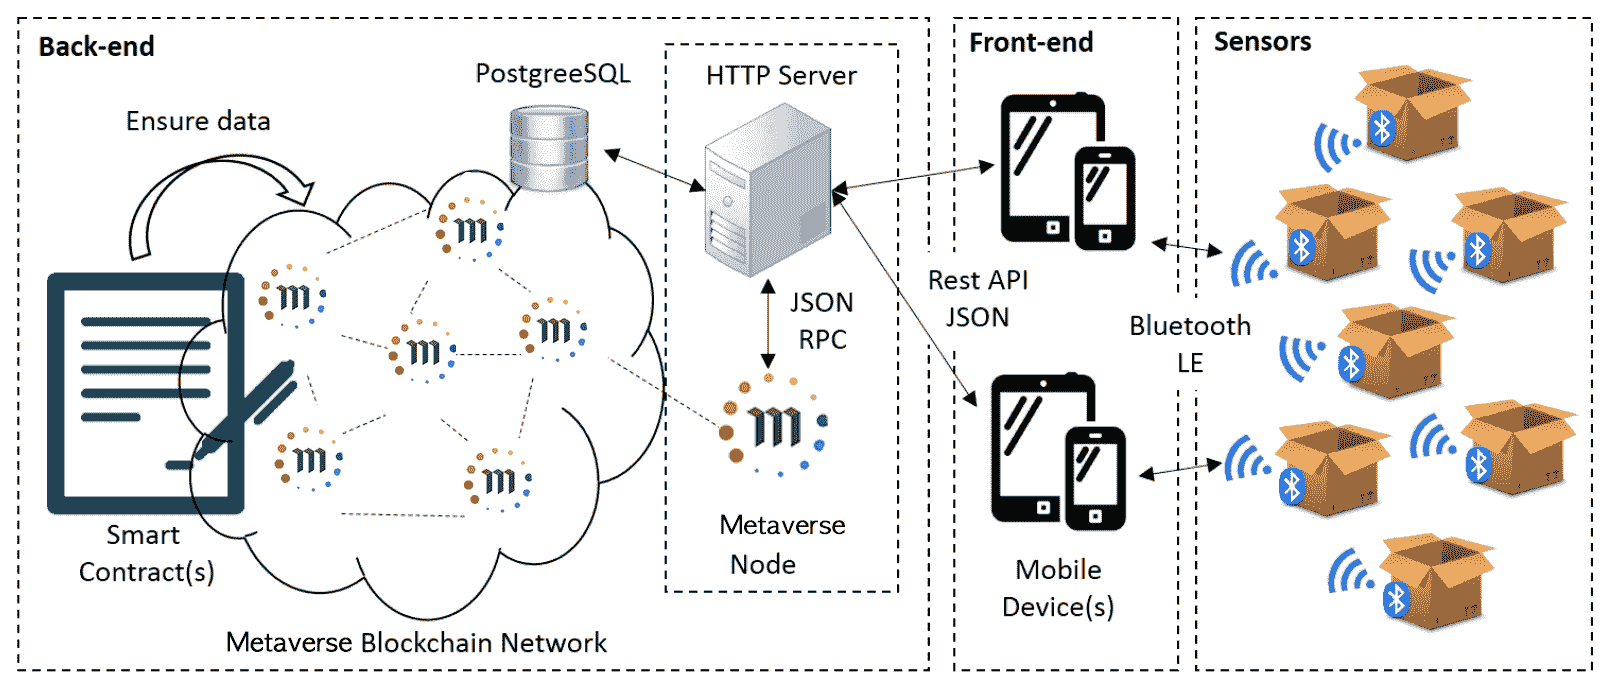 Back-end
Ensure data
PostgreeSQL
HTTP Server
JSON
RPC
Smart
Contract(s)
Metaverse
Node
Metaverse Blockchain Network
Front-end
Rest API
JSON
Mobile
Device(s)
Bluetooth
LE
Sensors